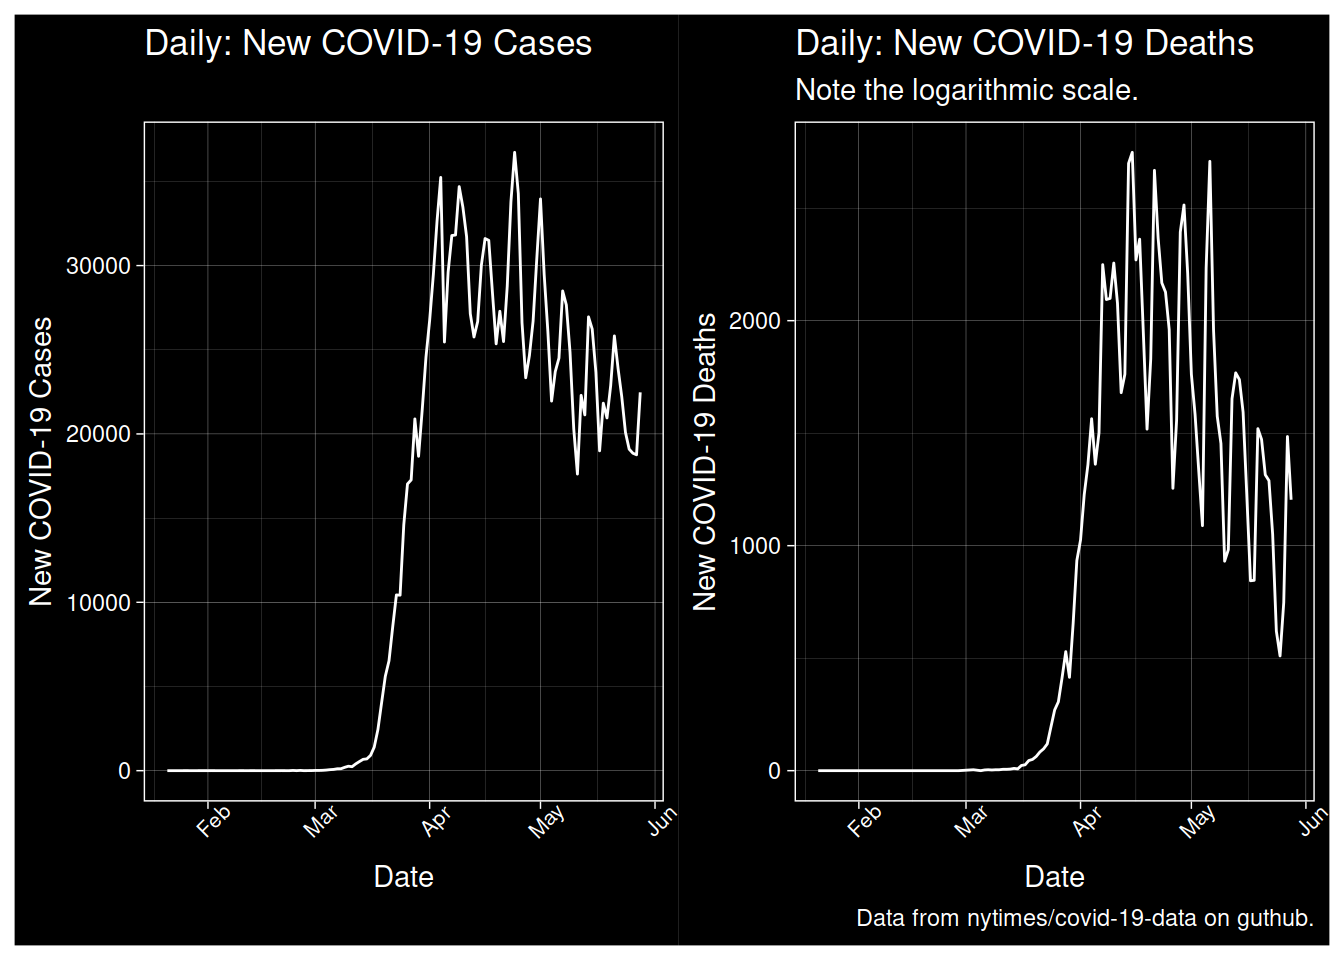 Daily: New COVID-19 Cases
New COVID-19 Cases
30000
20000
10000
0
Feb
Mar
Apr
May
Jun
Date
Daily: New COVID-19 Deaths
Note the logarithmic scale.
New COVID-19 Deaths
2000
1000
0
Feb
Mar
Apr
May
Jun
Date
Data from nytimes/covid-19-data on guthub.